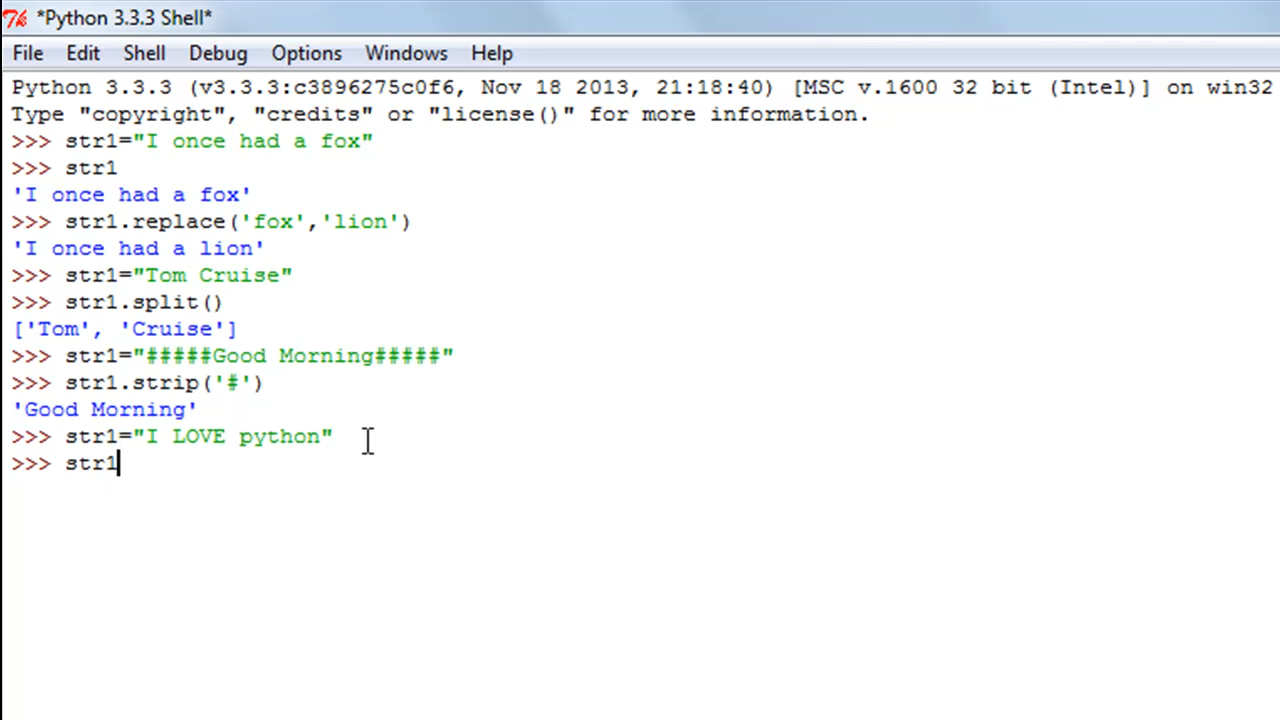 *Python 3.3.3 Shell*
File Edit Shell Debug Options Windows Help
Python 3.3.3 (v3.3.3:c3896275c0f6, Nov 18 2013, 21:18:40) [MSC v.1600 32 bit (Intel)] on win32
Type "copyright", "credits" or "license()" for more information.
>>> str1="I once had a fox"
>>> str1
'I once had a fox'
>>> str1.replace('fox','lion')
'I once had a lion'
>>> str1="Tom Cruise"
>>> str1.split()
['Tom', 'Cruise']
>>> str1="#####Good Morning#####"
>>> str1.strip('#')
'Good Morning'
>>> str1="I LOVE python"
>>> str1